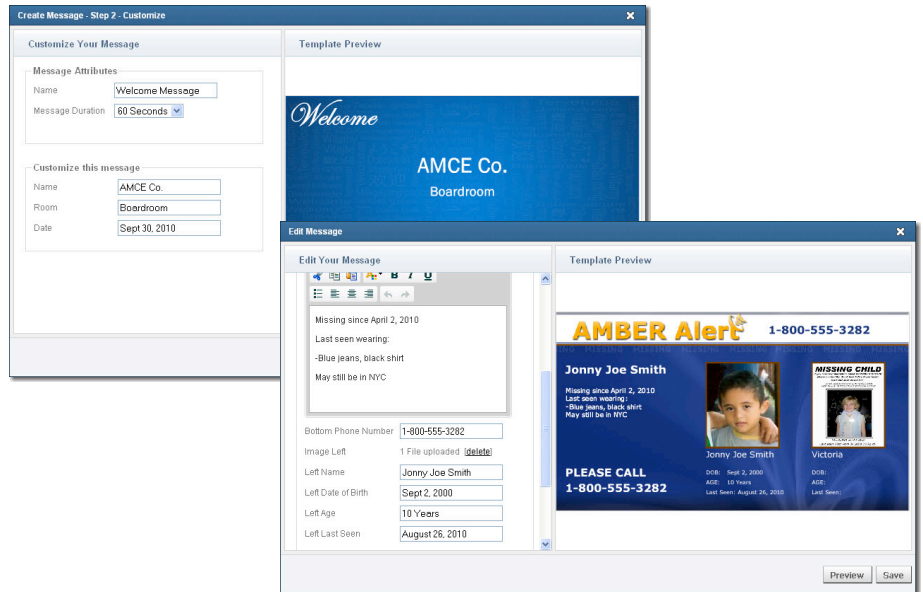 Create Message - Step 2 - Customize
Customize Your Message
Template Preview
Message Attributes
Name
Welcome Message
Message Duration
60 Seconds
Customize this message
Name
AMCE Co.
Room
Boardroom
Date
Sept 30, 2010
Welcome
AMCE Co.
Boardroom
Edit Message
Edit Your Message
Template Preview
B I U
Missing since April 2, 2010
Last seen wearing:
-Blue jeans, black shirt
May still be in NYC
Bottom Phone Number
1-800-555-3282
Image Left
1 File uploaded [delete]
Left Name
Jonny Joe Smith
Left Date of Birth
Sept 2, 2000
Left Age
10 Years
Left Last Seen
August 26, 2010
AMBER Alert
1-800-555-3282
Jonny Joe Smith
Missing since April 2, 2010
Last seen wearing:
-Blue jeans, black shirt
May still be in NYC
PLEASE CALL
1-800-555-3282
Jonny Joe Smith
DOB: Sept 2, 2000
AGE: 10 Years
Last Seen: August 26, 2010
MISSING CHILD
Victoria
DOB:
AGE:
Last Seen:
Preview
Save